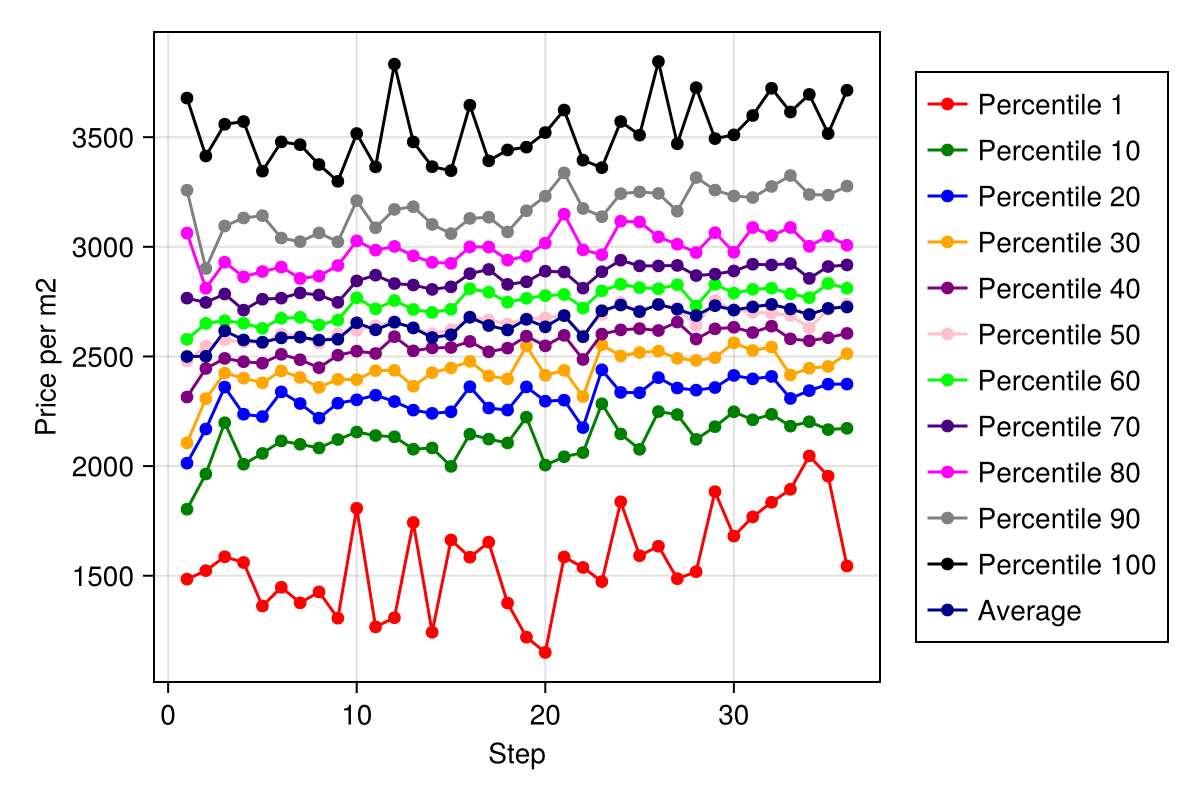 3500
3000
2500
2000
1500
Price per m2
0 10 20 30
Step
Percentile 1
Percentile 10
Percentile 20
Percentile 30
Percentile 40
Percentile 50
Percentile 60
Percentile 70
Percentile 80
Percentile 90
Percentile 100
Average